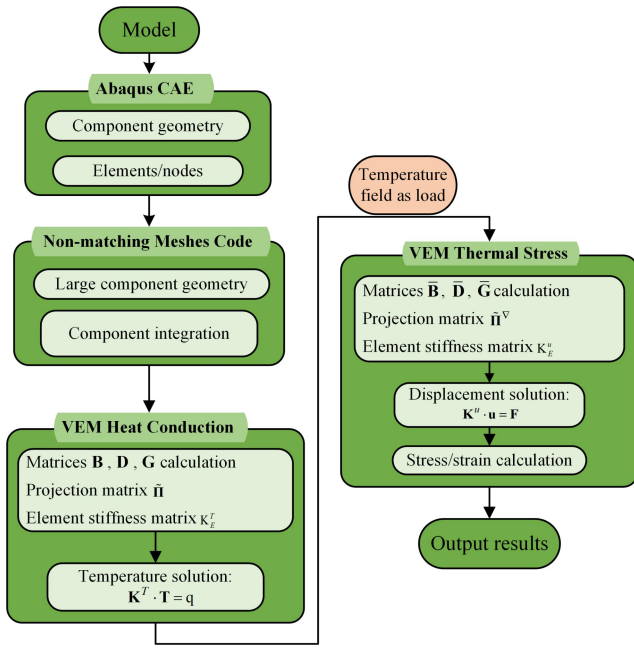 Model
Abaqus CAE
Component geometry
Elements/nodes
Non-matching Meshes Code
Large component geometry
Component integration
VEM Heat Conduction
Matrices B , D , G calculation
Projection matrix Π̃
Element stiffness matrix K_E^T
Temperature solution:
K^T · T = q
Temperature
field as load
VEM Thermal Stress
Matrices B̅ , D̅ , G̅ calculation
Projection matrix Π̃^∇
Element stiffness matrix K_E^u
Displacement solution:
K^u · u = F
Stress/strain calculation
Output results